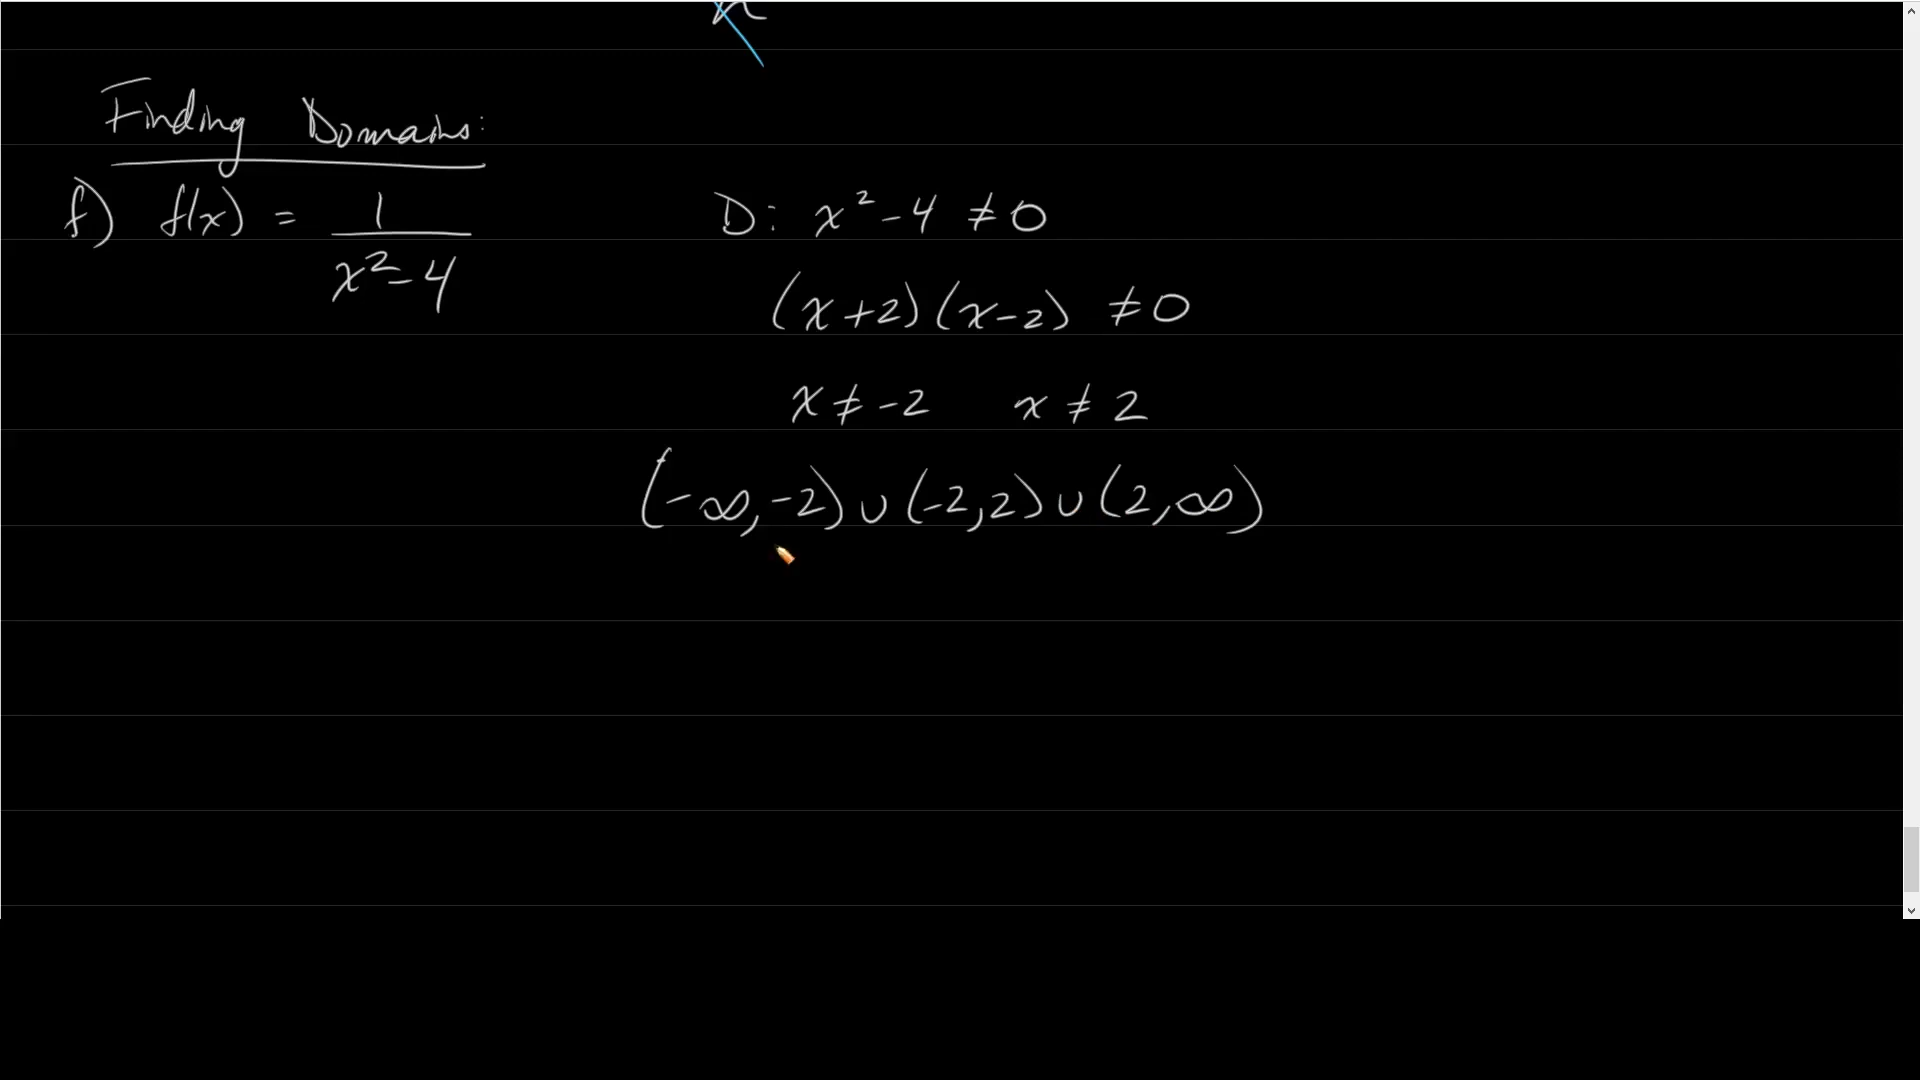 Finding Domains:
f) f(x) = 1/(x²-4)
D: x²-4 ≠ 0
(x+2)(x-2) ≠ 0
x ≠ -2 x ≠ 2
(-∞,-2)∪(-2,2)∪(2,∞)